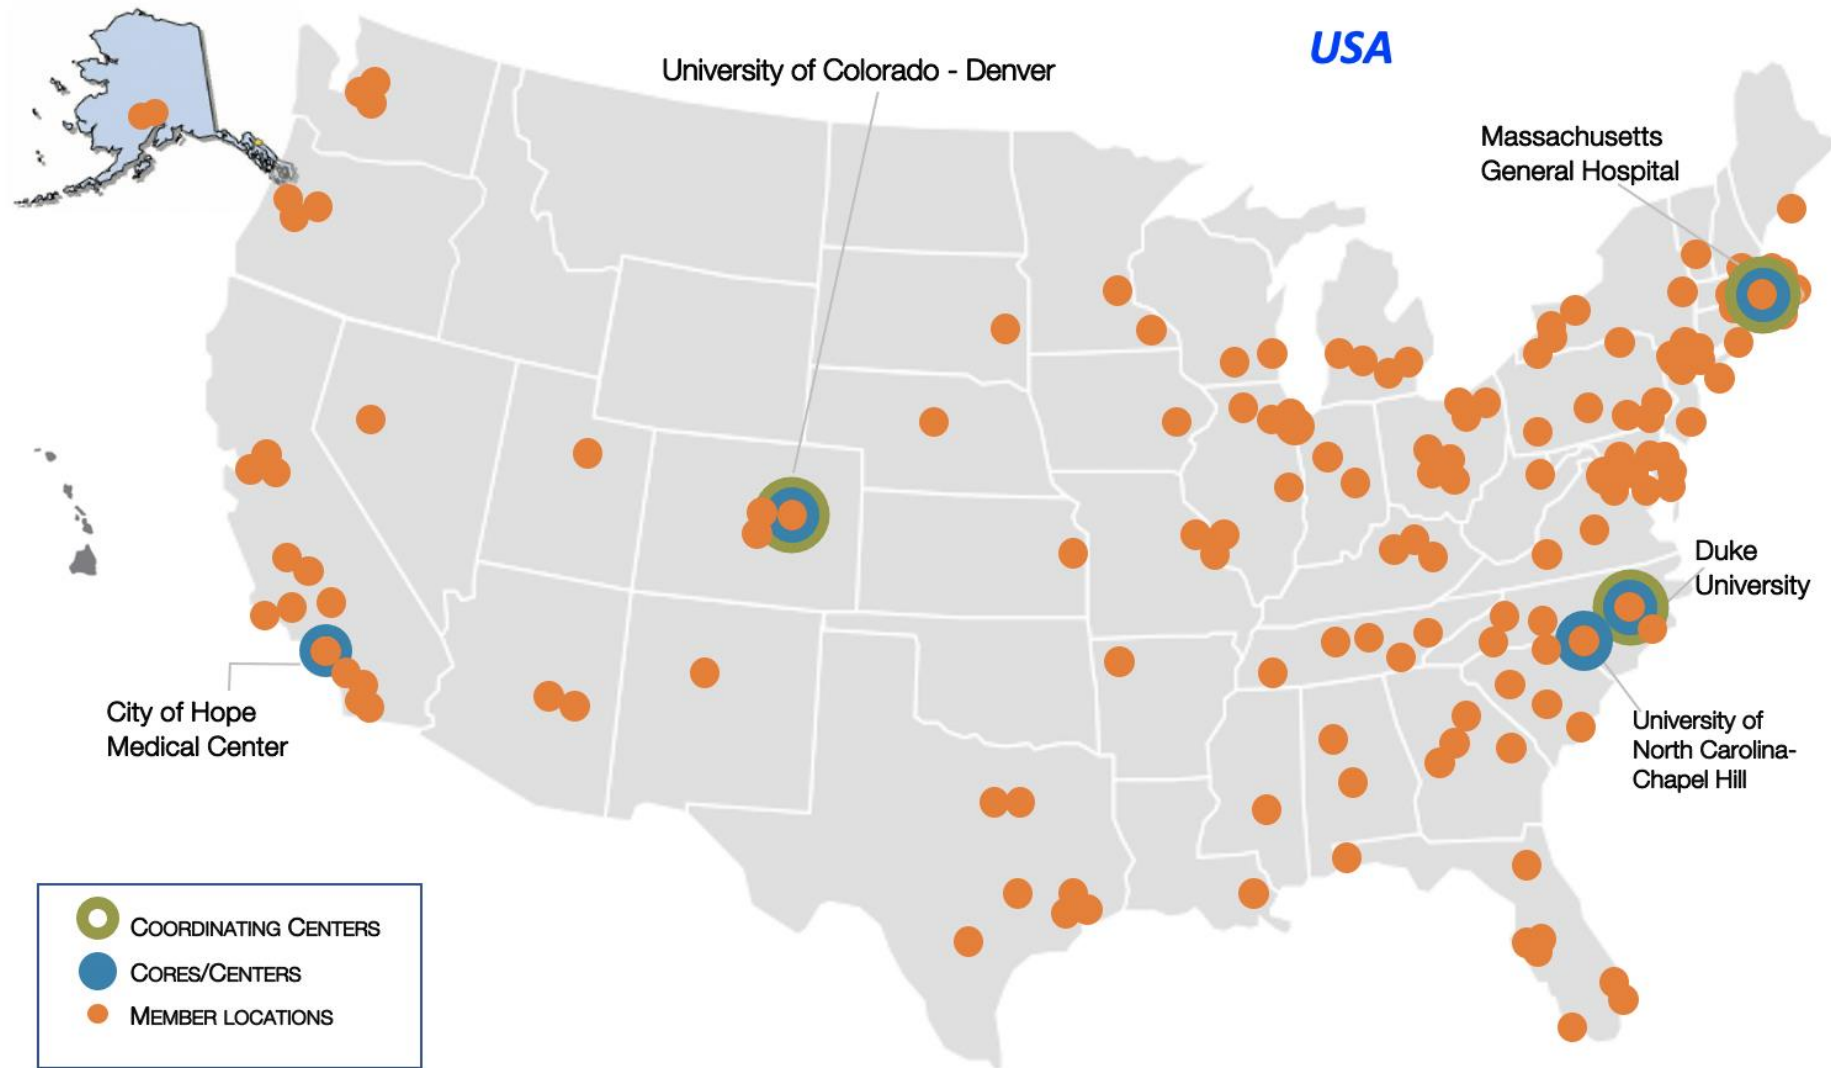 USA
University of Colorado - Denver
Massachusetts
General Hospital
Duke
University
University of
North Carolina-
Chapel Hill
City of Hope
Medical Center
COORDINATING CENTERS
CORES/CENTERS
MEMBER LOCATIONS